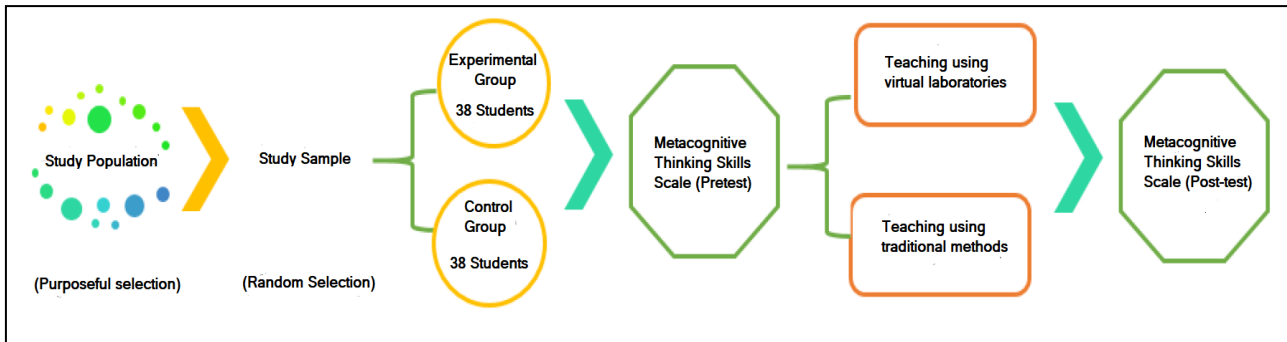 Study Population
(Purposeful selection)
Study Sample
(Random Selection)
Experimental
Group
38 Students
Control
Group
38 Students
Metacognitive
Thinking Skills
Scale (Pretest)
Teaching using
virtual laboratories
Teaching using
traditional methods
Metacognitive
Thinking Skills
Scale (Post-test)